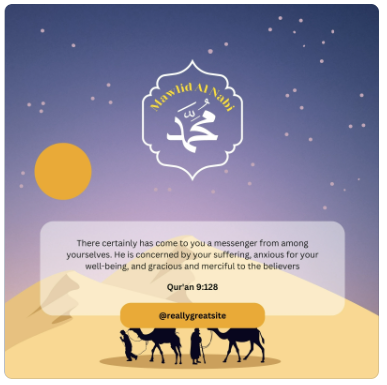 Mawlid Al Nabi
محمد
There certainly has come to you a messenger from among
yourselves. He is concerned by your suffering, anxious for your
well-being, and gracious and merciful to the believers
Qur'an 9:128
@reallygreatsite